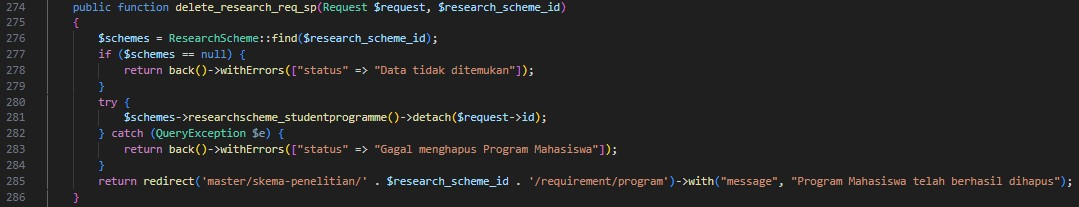 274 public function delete_research_req_sp(Request $request, $research_scheme_id)
275 {
276 $schemes = ResearchScheme::find($research_scheme_id);
277 if ($schemes == null) {
278 return back()->withErrors(["status" => "Data tidak ditemukan"]);
279 }
280 try {
281 $schemes->researchscheme_studentprogramme()->detach($request->id);
282 } catch (QueryException $e) {
283 return back()->withErrors(["status" => "Gagal menghapus Program Mahasiswa"]);
284 }
285 return redirect('master/skema-penelitian/' . $research_scheme_id . '/requirement/program')->with("message", "Program Mahasiswa telah berhasil dihapus");
286 }